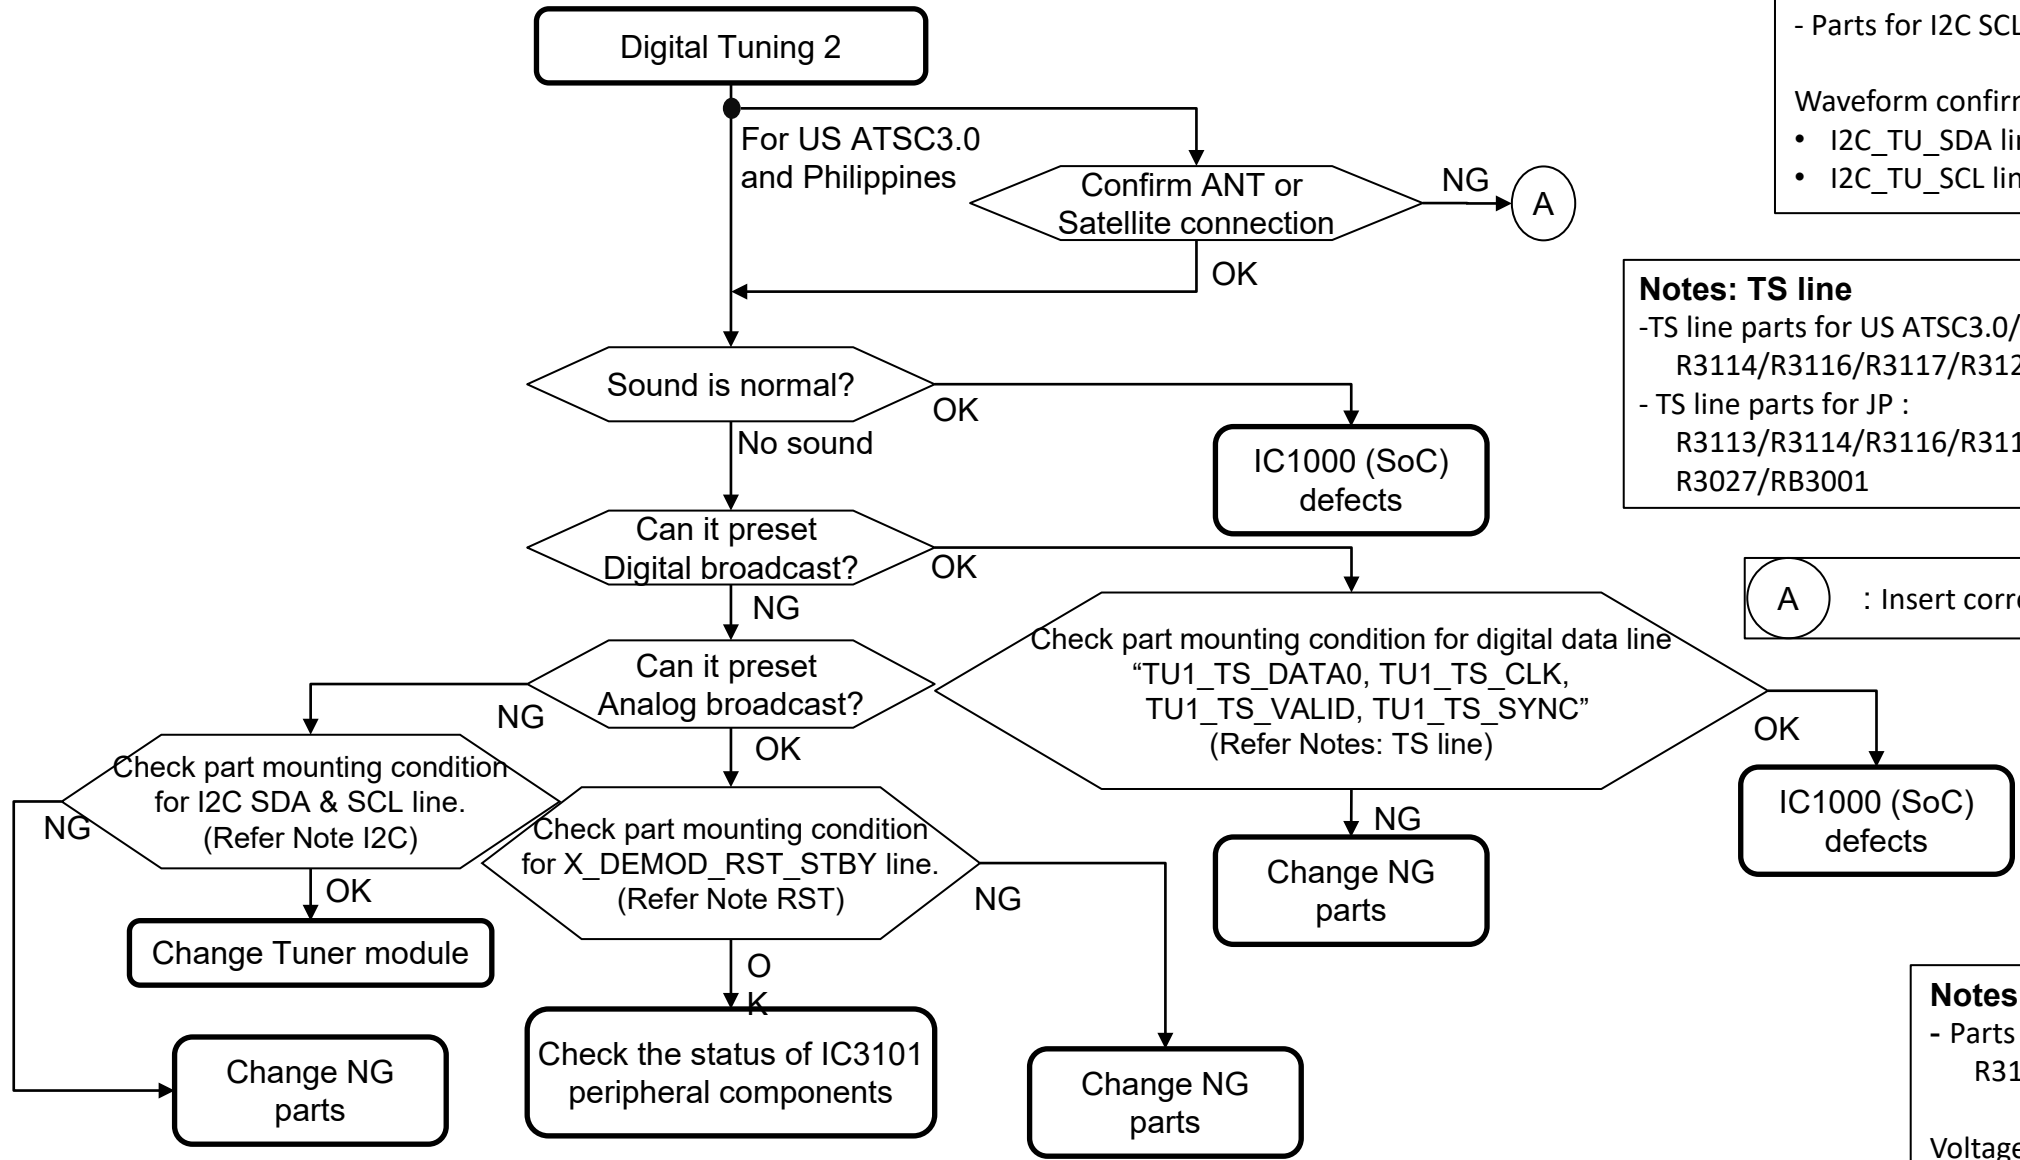 Digital Tuning 2
For US ATSC3.0
and Philippines
Confirm ANT or
Satellite connection
NG
A
OK
Sound is normal?
OK
No sound
IC1000 (SoC)
defects
Can it preset
Digital broadcast?
OK
NG
Can it preset
Analog broadcast?
NG
OK
Check part mounting condition for digital data line
“TU1_TS_DATA0, TU1_TS_CLK,
TU1_TS_VALID, TU1_TS_SYNC”
(Refer Notes: TS line)
OK
IC1000 (SoC)
defects
NG
Change NG
parts
Check part mounting condition
for I2C SDA & SCL line.
(Refer Note I2C)
NG
OK
Change Tuner module
Change NG
parts
Check part mounting condition
for X_DEMOD_RST_STBY line.
(Refer Note RST)
NG
O
K
Check the status of IC3101
peripheral components
Change NG
parts
- Parts for I2C SCL
Waveform
• I2C_TU_SDA
• I2C_TU_SCL
Notes: TS line
-TS line parts for US ATSC3.0/
R3114/R3116/R3117/
- TS line parts for JP :
R3113/R3114/R3116/
R3027/RB3001
A : Insert
Notes
- Parts
Voltage